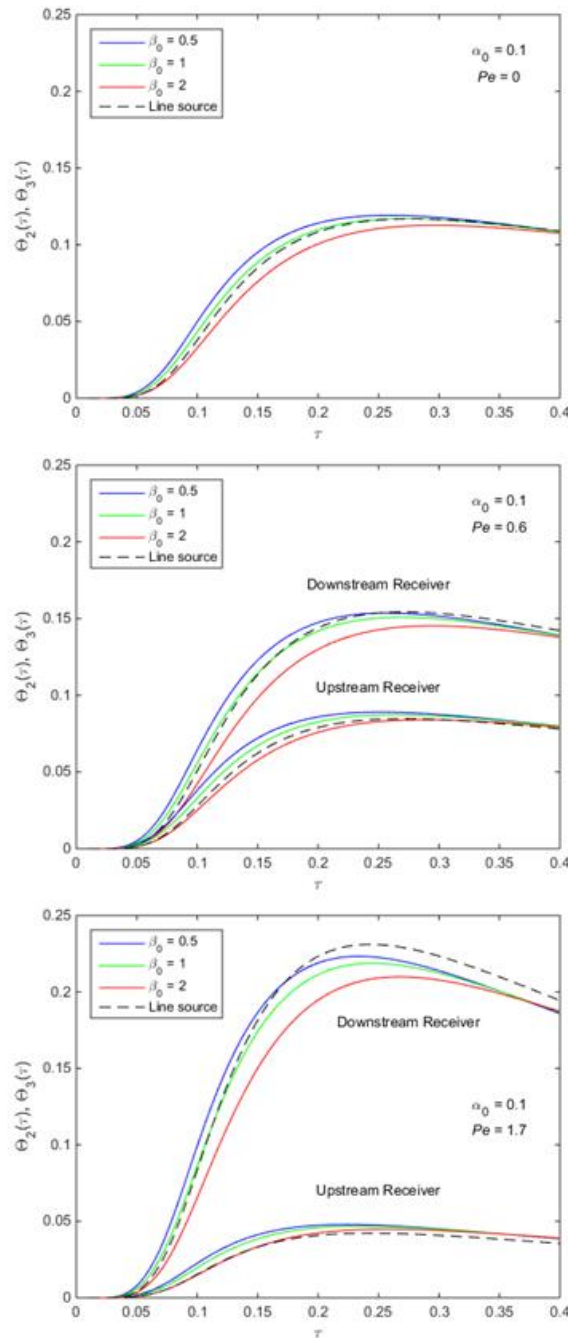 0.25
0.2
0.15
0.1
0.05
0
Θ₂(τ), Θ₃(τ)
β₀ = 0.5
β₀ = 1
β₀ = 2
Line source
α₀ = 0.1
Pe = 0
0 0.05 0.1 0.15 0.2 0.25 0.3 0.35 0.4
τ
0.25
0.2
0.15
0.1
0.05
0
Θ₂(τ), Θ₃(τ)
β₀ = 0.5
β₀ = 1
β₀ = 2
Line source
α₀ = 0.1
Pe = 0.6
Downstream Receiver
Upstream Receiver
0 0.05 0.1 0.15 0.2 0.25 0.3 0.35 0.4
τ
0.25
0.2
0.15
0.1
0.05
0
Θ₂(τ), Θ₃(τ)
β₀ = 0.5
β₀ = 1
β₀ = 2
Line source
Downstream Receiver
α₀ = 0.1
Pe = 1.7
Upstream Receiver
0 0.05 0.1 0.15 0.2 0.25 0.3 0.35 0.4
τ